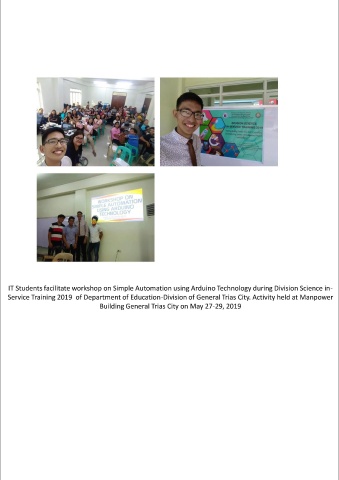 WORKSHOP ON
SIMPLE AUTOMATION
USING ARDUINO
TECHNOLOGY
IT Students facilitate workshop on Simple Automation using Arduino Technology during Division Science in-
Service Training 2019 of Department of Education-Division of General Trias City. Activity held at Manpower
Building General Trias City on May 27-29, 2019